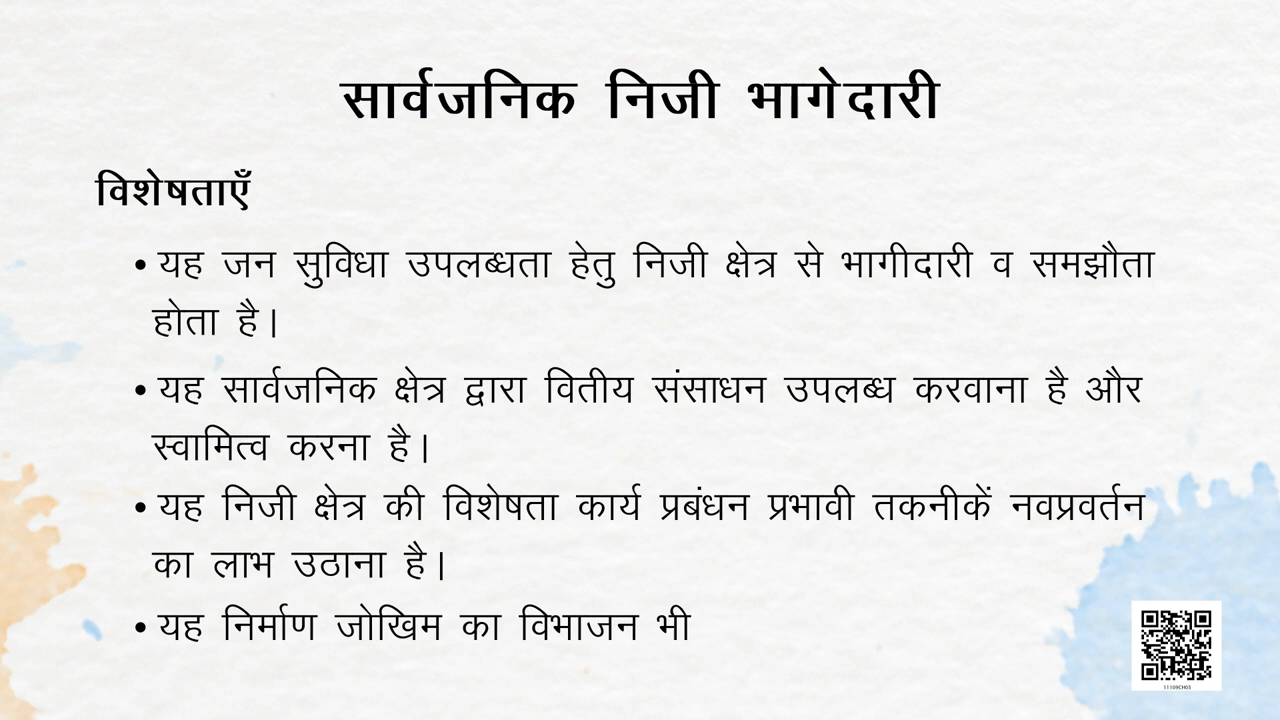 सार्वजनिक निजी भागेदारी
विशेषताएँ
• यह जन सुविधा उपलब्धता हेतु निजी क्षेत्र से भागीदारी व समझौता
होता है।
• यह सार्वजनिक क्षेत्र द्वारा वितीय संसाधन उपलब्ध करवाना है और
स्वामित्व करना है।
• यह निजी क्षेत्र की विशेषता कार्य प्रबंधन प्रभावी तकनीकें नवप्रवर्तन
का लाभ उठाना है।
• यह निर्माण जोखिम का विभाजन भी
11109CH03